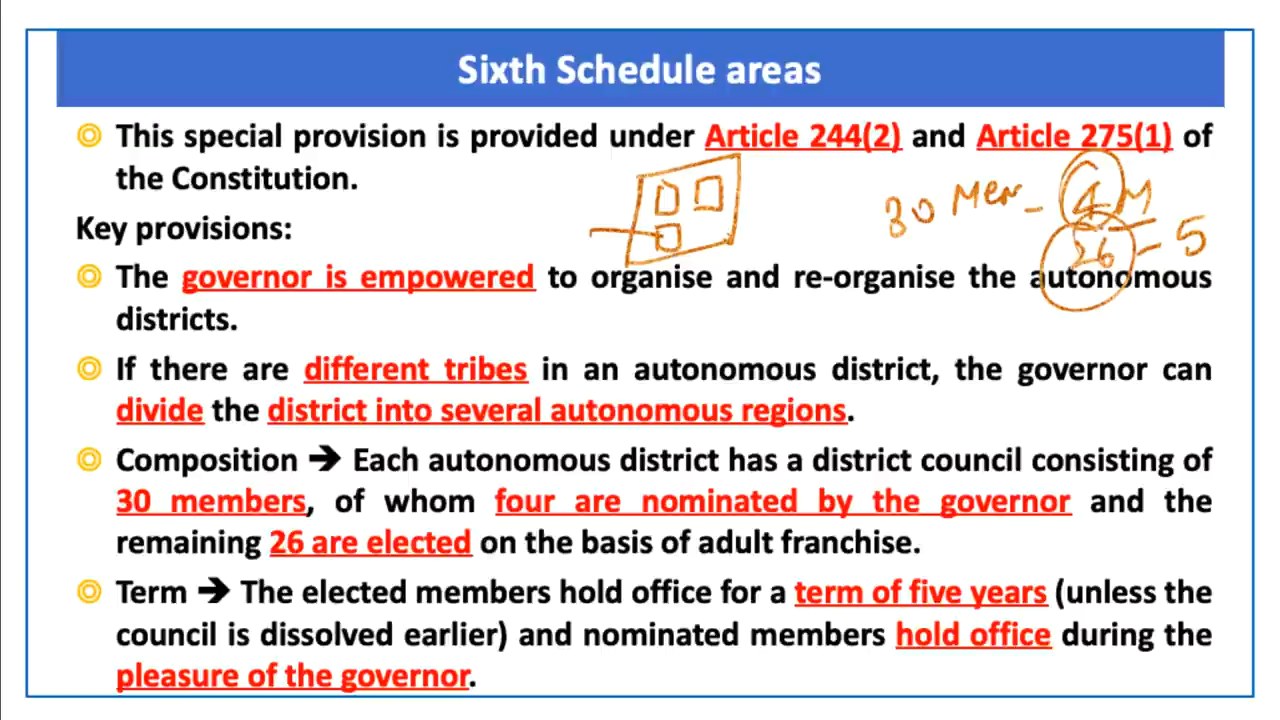 Sixth Schedule areas
This special provision is provided under Article 244(2) and Article 275(1) of
the Constitution.
30 Mem - 4 M
Key provisions:
26 - 5
The governor is empowered to organise and re-organise the autonomous
districts.
If there are different tribes in an autonomous district, the governor can
divide the district into several autonomous regions.
Composition ➔ Each autonomous district has a district council consisting of
30 members, of whom four are nominated by the governor and the
remaining 26 are elected on the basis of adult franchise.
Term ➔ The elected members hold office for a term of five years (unless the
council is dissolved earlier) and nominated members hold office during the
pleasure of the governor.